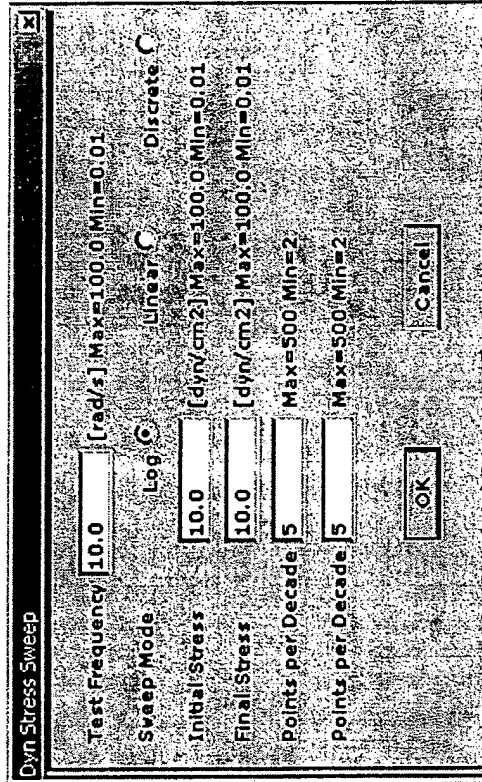 Dyn Stress Sweep X
Test Frequency 10.0 [rad/s] Max=100.0 Min=0.01
Sweep Mode Log Linear Discrete
Initial Stress 10.0 [dyn/cm2] Max=100.0 Min=0.01
Final Stress 10.0 [dyn/cm2] Max=100.0 Min=0.01
Points per Decade 5 Max=500 Min=2
Points per Decade 5 Max=500 Min=2
OK Cancel